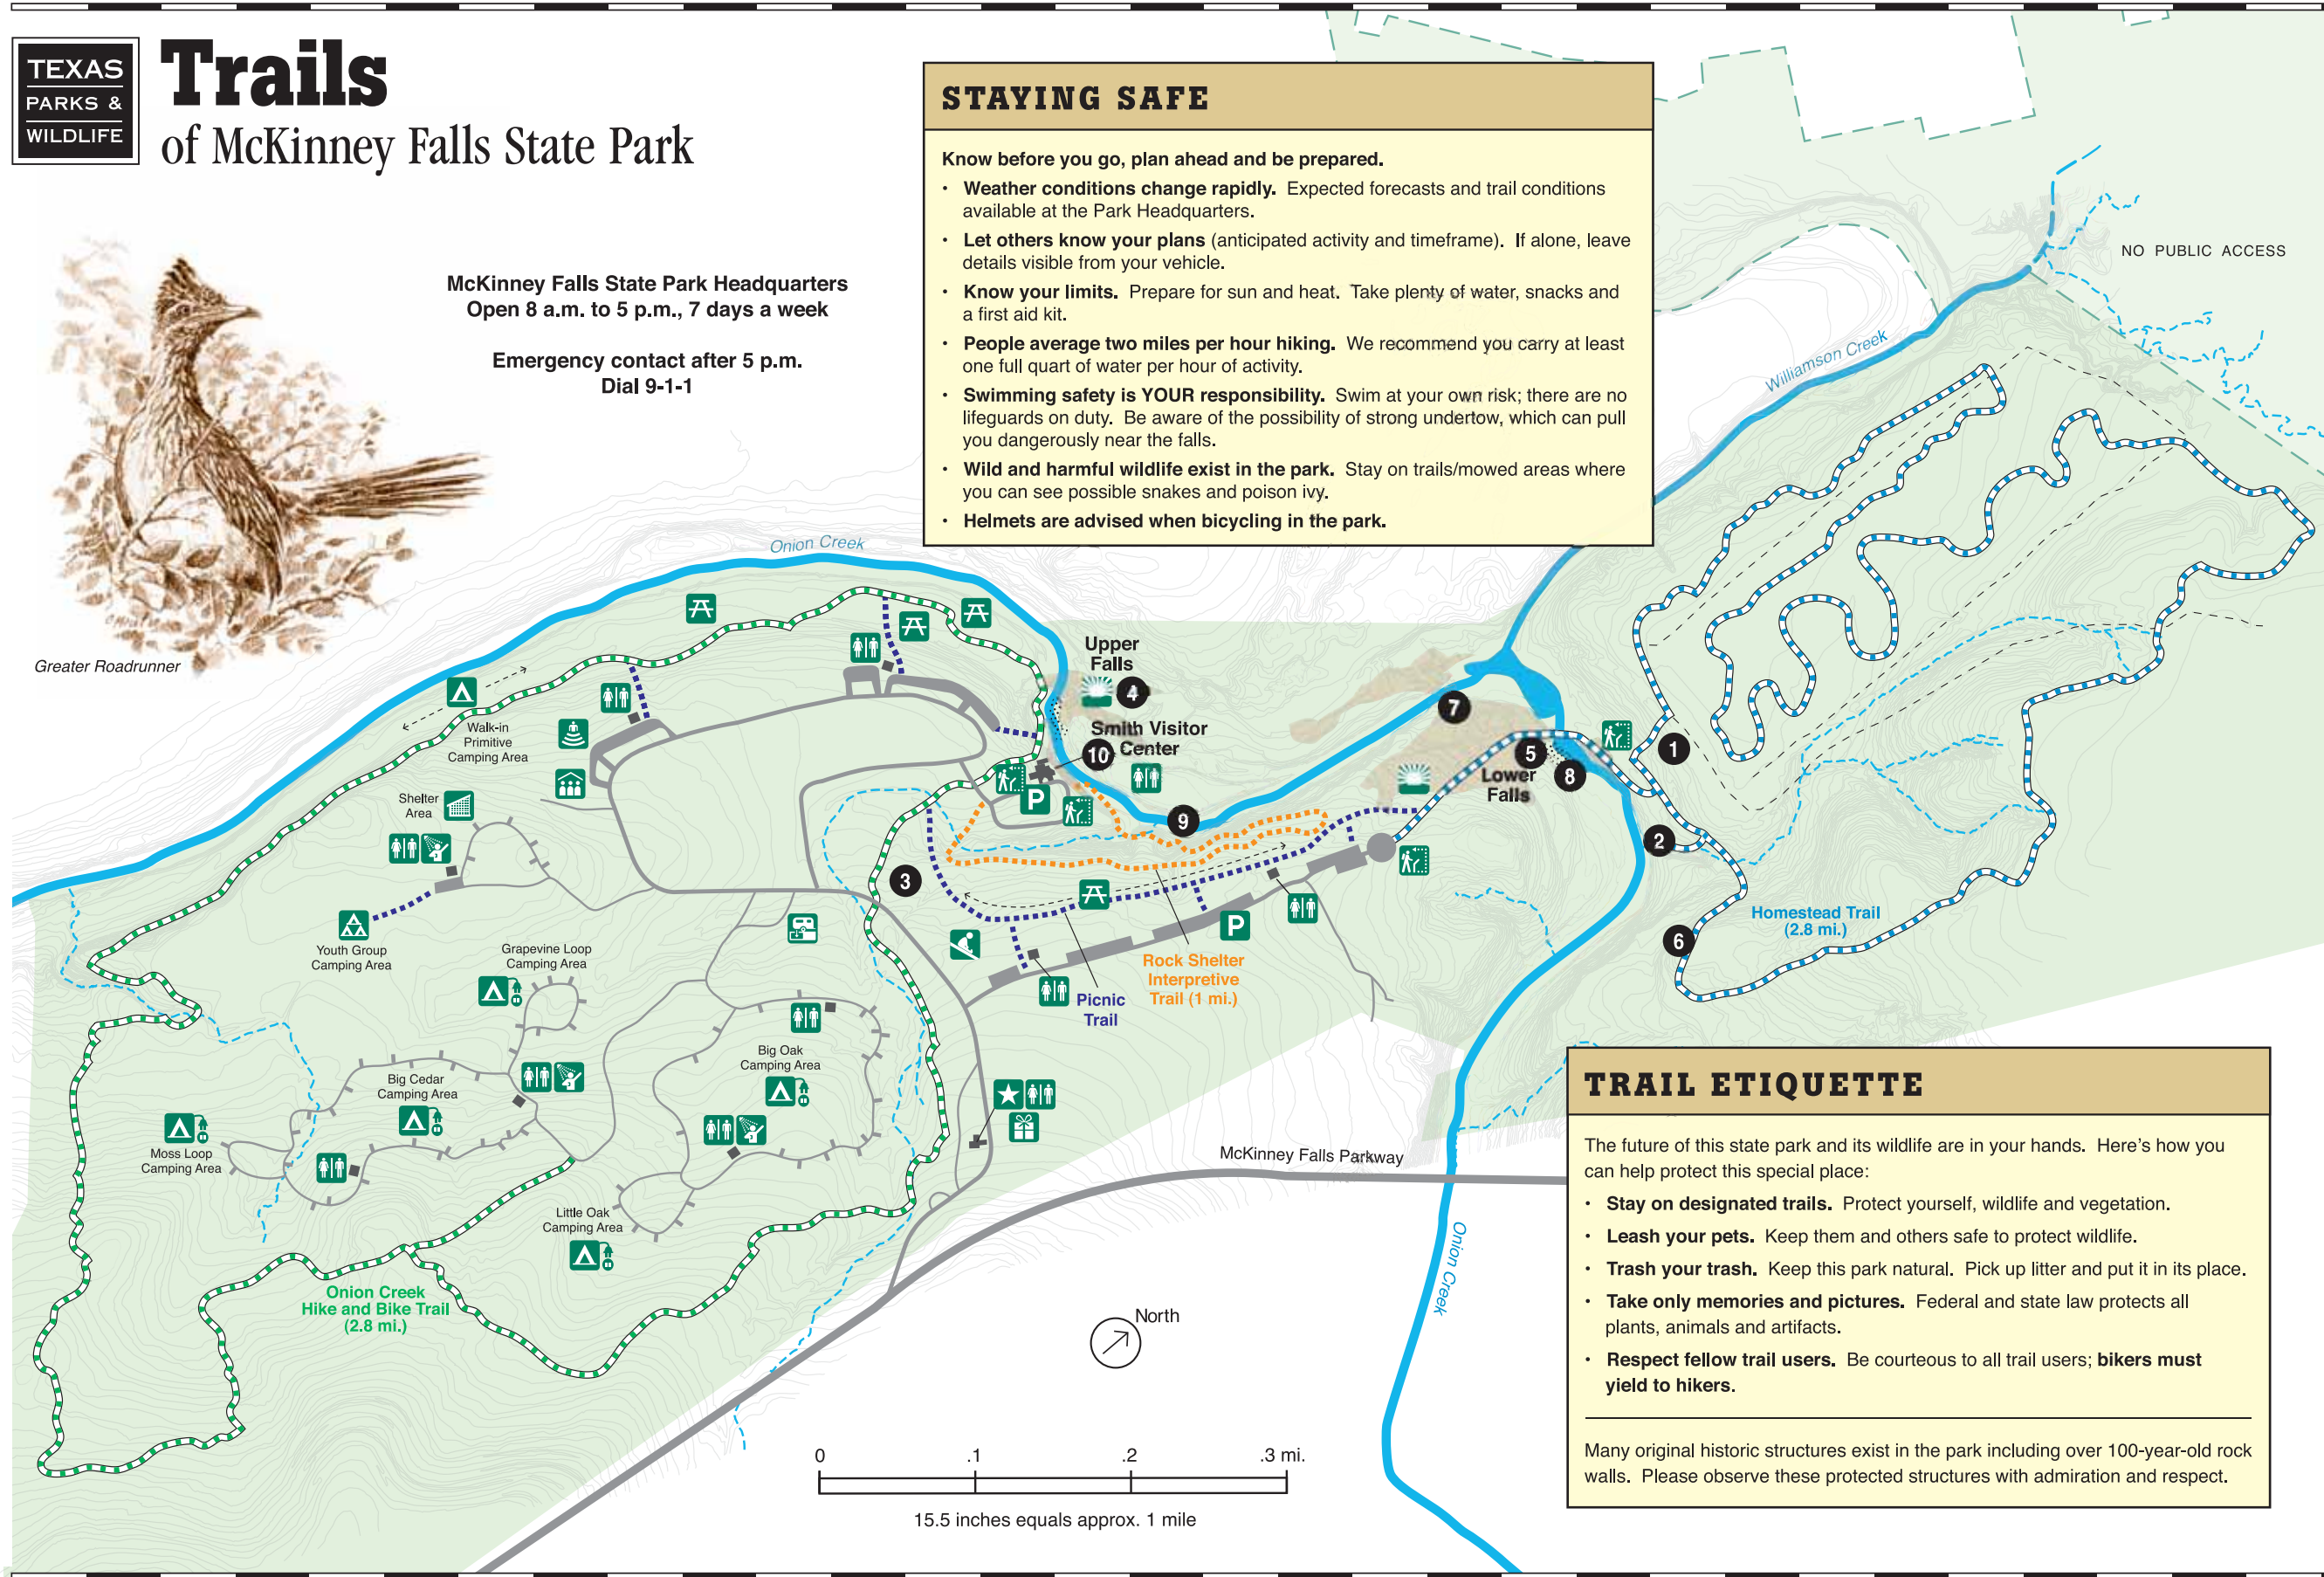 TEXAS
PARKS &
WILDLIFE
Trails
of McKinney Falls State Park
McKinney Falls State Park Headquarters
Open 8 a.m. to 5 p.m., 7 days a week
Emergency contact after 5 p.m.
Dial 9-1-1
Greater Roadrunner
STAYING SAFE
Know before you go, plan ahead and be prepared.
• Weather conditions change rapidly. Expected forecasts and trail conditions
available at the Park Headquarters.
• Let others know your plans (anticipated activity and timeframe). If alone, leave
details visible from your vehicle.
• Know your limits. Prepare for sun and heat. Take plenty of water, snacks and
a first aid kit.
• People average two miles per hour hiking. We recommend you carry at least
one full quart of water per hour of activity.
• Swimming safety is YOUR responsibility. Swim at your own risk; there are no
lifeguards on duty. Be aware of the possibility of strong undertow, which can pull
you dangerously near the falls.
• Wild and harmful wildlife exist in the park. Stay on trails/mowed areas where
you can see possible snakes and poison ivy.
• Helmets are advised when bicycling in the park.
NO PUBLIC ACCESS
Williamson Creek
Onion Creek
Upper
Falls
4
Smith Visitor
Center
10
P
Walk-in
Primitive
Camping Area
Shelter
Area
Youth Group
Camping Area
Grapevine Loop
Camping Area
Big Cedar
Camping Area
Moss Loop
Camping Area
Big Oak
Camping Area
Little Oak
Camping Area
Onion Creek
Hike and Bike Trail
(2.8 mi.)
3
9
7
5
8
Lower
Falls
1
2
6
Homestead Trail
(2.8 mi.)
P
Rock Shelter
Interpretive
Trail (1 mi.)
Picnic
Trail
McKinney Falls Parkway
Onion Creek
North
0 .1 .2 .3 mi.
15.5 inches equals approx. 1 mile
TRAIL ETIQUETTE
The future of this state park and its wildlife are in your hands. Here's how you
can help protect this special place:
• Stay on designated trails. Protect yourself, wildlife and vegetation.
• Leash your pets. Keep them and others safe to protect wildlife.
• Trash your trash. Keep this park natural. Pick up litter and put it in its place.
• Take only memories and pictures. Federal and state law protects all
plants, animals and artifacts.
• Respect fellow trail users. Be courteous to all trail users; bikers must
yield to hikers.
Many original historic structures exist in the park including over 100-year-old rock
walls. Please observe these protected structures with admiration and respect.